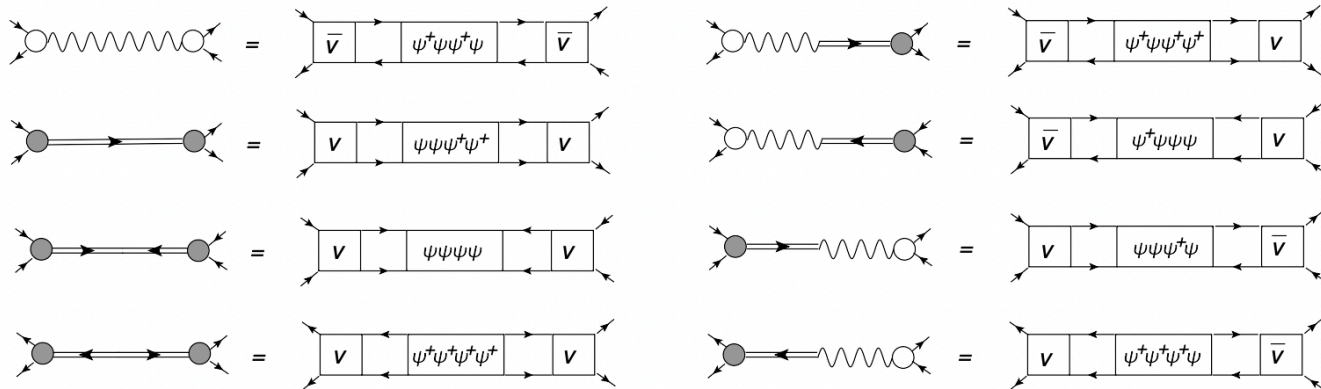 = V̄ ψ⁺ψψ⁺ψ V̄ = V̄ ψ⁺ψψ⁺ψ⁺ V
= V ψψψ⁺ψ⁺ V = V̄ ψ⁺ψψψ V
= V ψψψψ V = V ψψψ⁺ψ V̄
= V ψ⁺ψ⁺ψ⁺ψ⁺ V = V ψ⁺ψ⁺ψ⁺ψ V̄